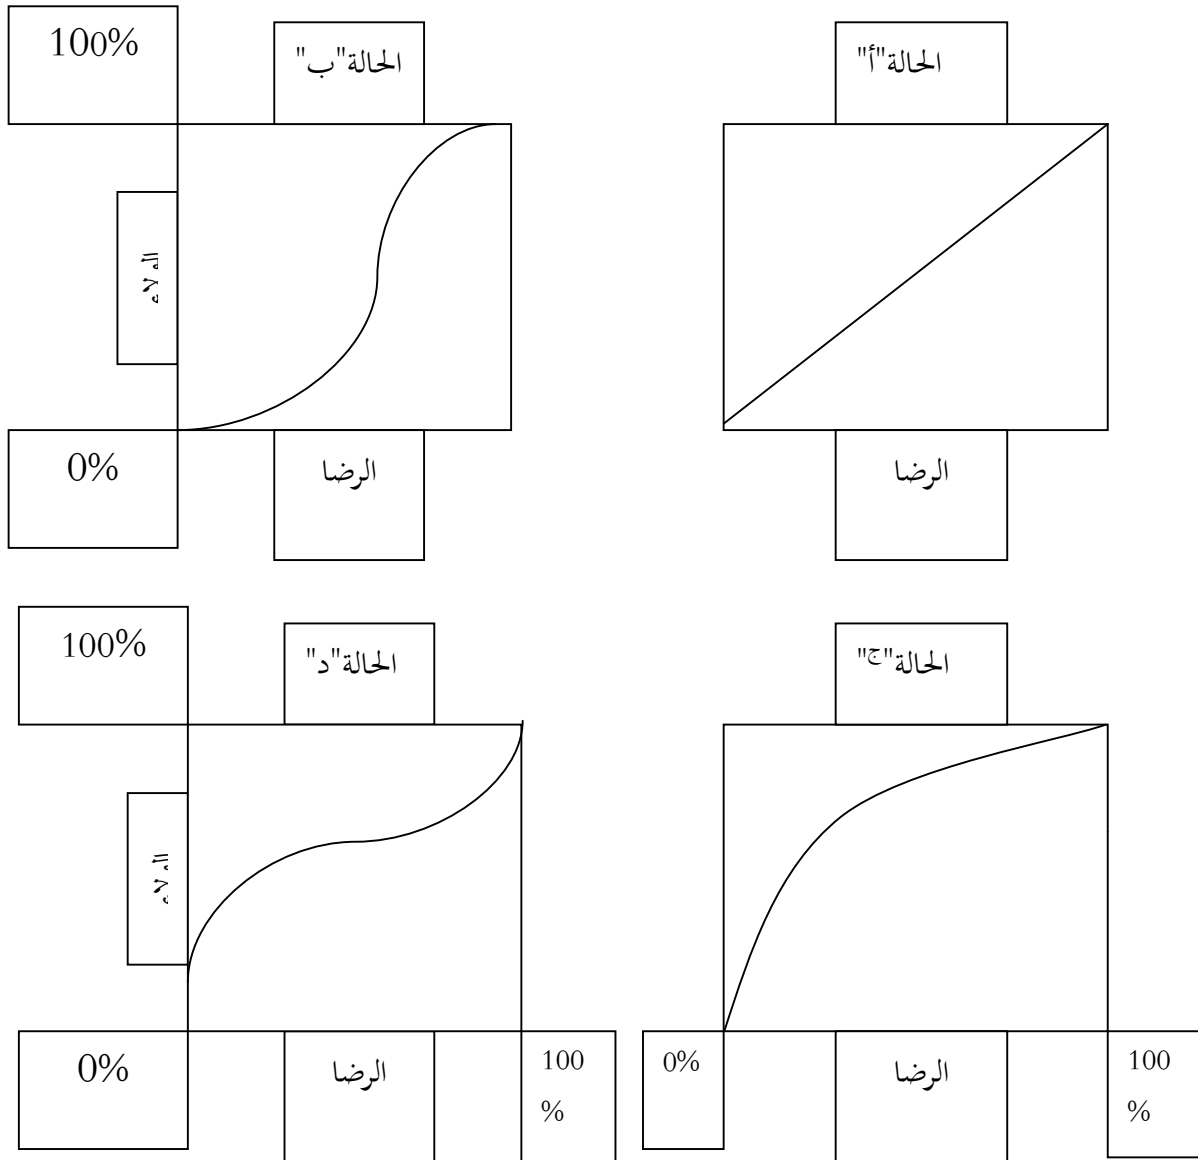 الحالة"أ"
الحالة"ب"
100%
الولاء
الرضا
الرضا
0%
الحالة"ج"
الحالة"د"
100%
الولاء
0%
الرضا
100
%
0%
الرضا
100
%